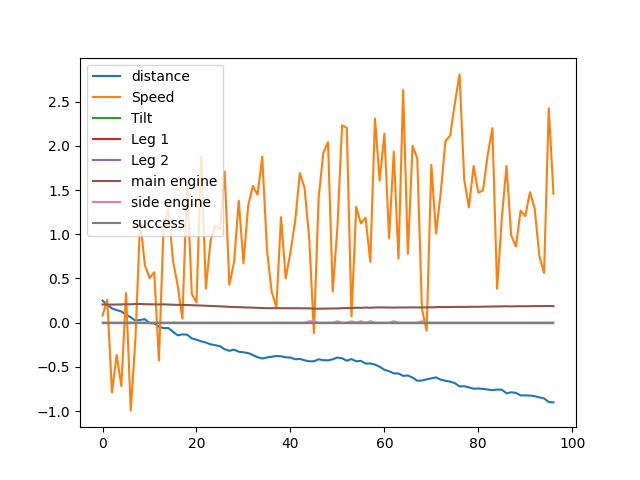 2.5
2.0
1.5
1.0
0.5
0.0
−0.5
−1.0
distance
Speed
Tilt
Leg 1
Leg 2
main engine
side engine
success
0 20 40 60 80 100